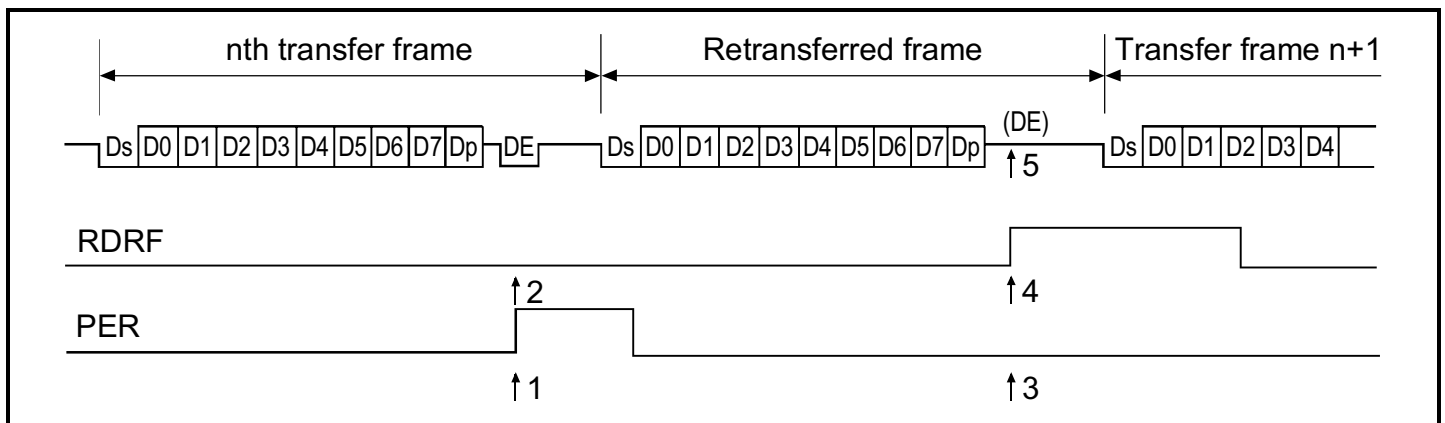 nth transfer frame Retransferred frame Transfer frame n+1
(DE)
Ds D0 D1 D2 D3 D4 D5 D6 D7 Dp DE Ds D0 D1 D2 D3 D4 D5 D6 D7 Dp Ds D0 D1 D2 D3 D4
5
RDRF
2 4
PER
1 3